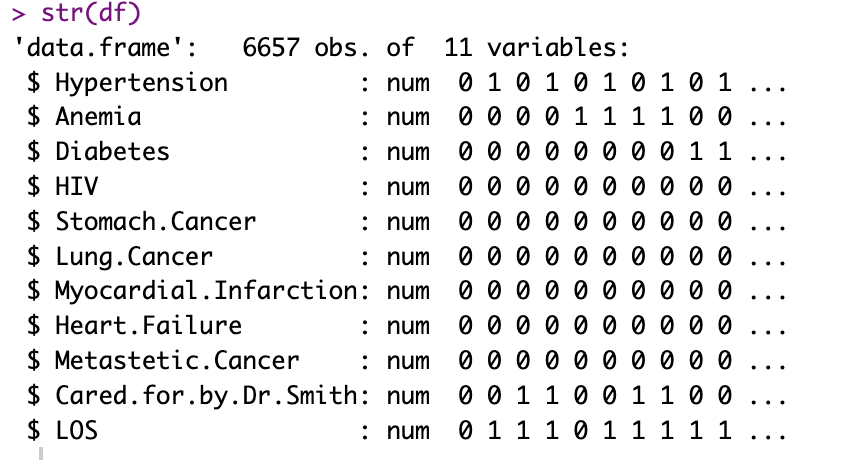 > str(df)
'data.frame':   6657 obs. of  11 variables:
 $ Hypertension         : num  0 1 0 1 0 1 0 1 0 1 ...
 $ Anemia               : num  0 0 0 0 1 1 1 1 0 0 ...
 $ Diabetes             : num  0 0 0 0 0 0 0 0 1 1 ...
 $ HIV                  : num  0 0 0 0 0 0 0 0 0 0 ...
 $ Stomach.Cancer       : num  0 0 0 0 0 0 0 0 0 0 ...
 $ Lung.Cancer          : num  0 0 0 0 0 0 0 0 0 0 ...
 $ Myocardial.Infarction: num  0 0 0 0 0 0 0 0 0 0 ...
 $ Heart.Failure        : num  0 0 0 0 0 0 0 0 0 0 ...
 $ Metastetic.Cancer    : num  0 0 0 0 0 0 0 0 0 0 ...
 $ Cared.for.by.Dr.Smith: num  0 0 1 1 0 0 1 1 0 0 ...
 $ LOS                  : num  0 1 1 1 0 1 1 1 1 1 ...